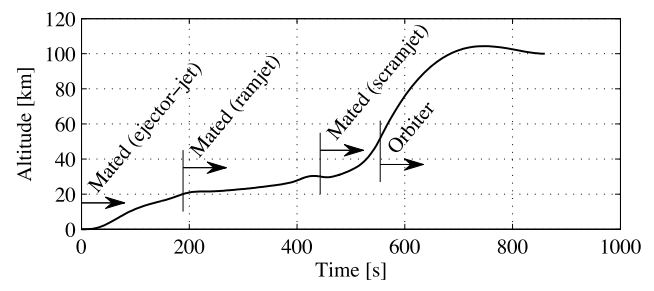 120
100
80
60
40
20
0
Altitude [km]
Mated (ejector−jet)
Mated (ramjet)
Mated (scramjet)
Orbiter
0 200 400 600 800 1000
Time [s]